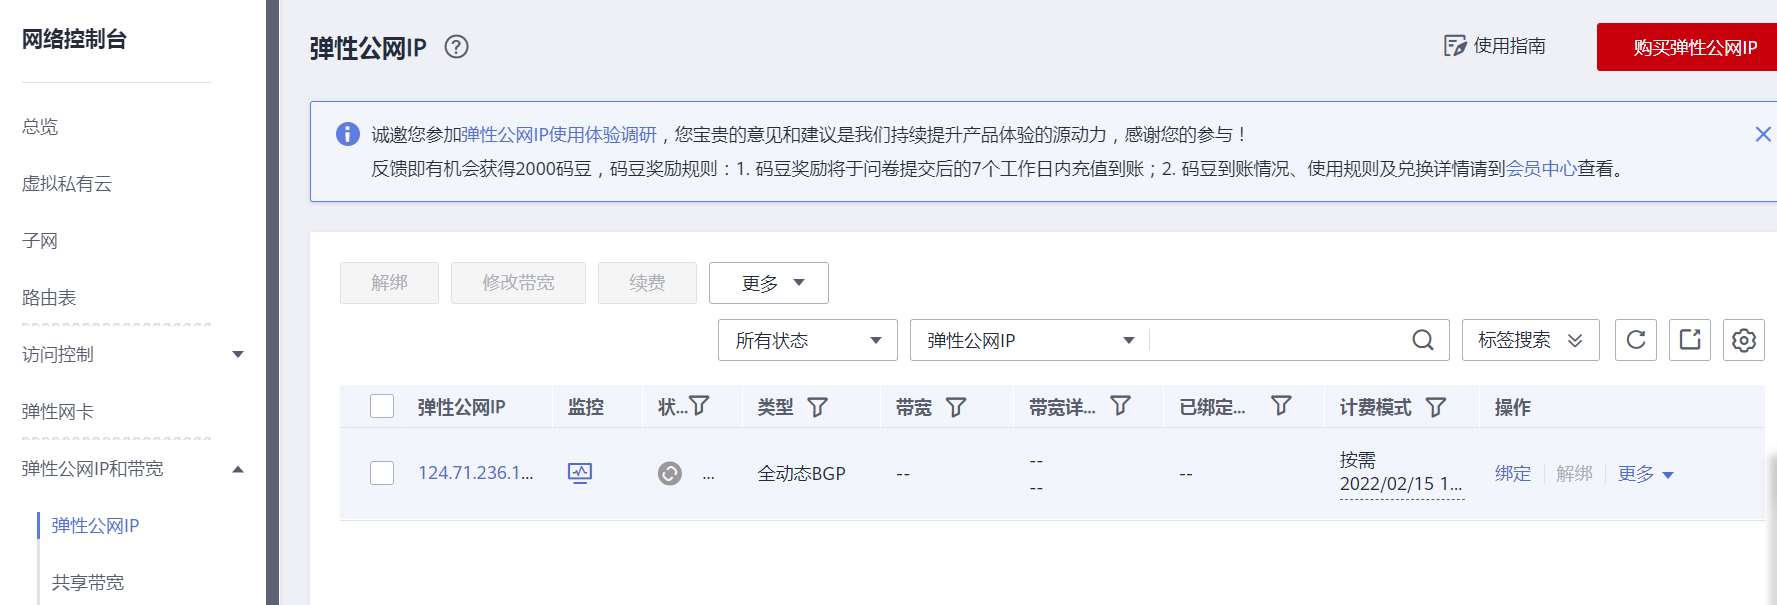 网络控制台
总览
虚拟私有云
子网
路由表
访问控制
弹性网卡
弹性公网IP和带宽
弹性公网IP
共享带宽
弹性公网IP
使用指南
购买弹性公网IP
诚邀您参加弹性公网IP使用体验调研，您宝贵的意见和建议是我们持续提升产品体验的源动力，感谢您的参与！
反馈即有机会获得2000码豆，码豆奖励规则：1. 码豆奖励将于问卷提交后的7个工作日内充值到账；2. 码豆到账情况、使用规则及兑换详情请到会员中心查看。
解绑 修改带宽 续费 更多
所有状态 弹性公网IP 标签搜索
弹性公网IP 监控 状... 类型 带宽 带宽详... 已绑定... 计费模式 操作
124.71.236.1... ... 全动态BGP -- -- -- 按需 绑定 解绑 更多
-- 2022/02/15 1...